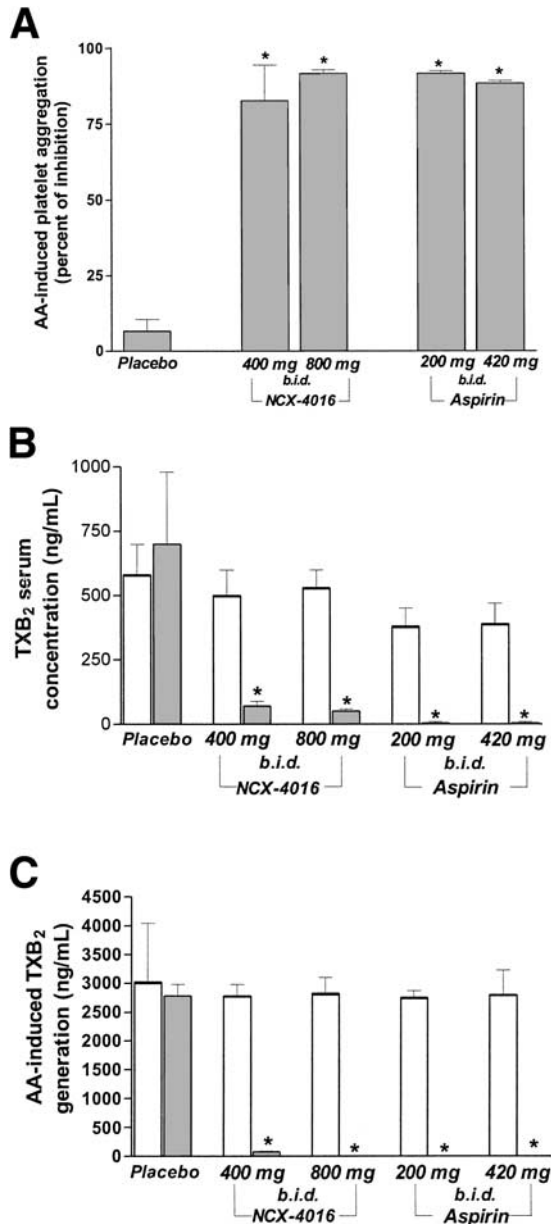 A
AA-induced platelet aggregation
(percent of inhibition)
100
75
50
25
0
* * * *
Placebo 400 mg 800 mg 200 mg 420 mg
b.i.d. b.i.d.
NCX-4016 Aspirin
B
TXB2 serum
concentration (ng/mL)
1000
750
500
250
0
* * * *
Placebo 400 mg 800 mg 200 mg 420 mg
b.i.d. b.i.d.
NCX-4016 Aspirin
C
AA-induced TXB2
generation (ng/mL)
4500
4000
3500
3000
2500
2000
1500
1000
500
0
* * * *
Placebo 400 mg 800 mg 200 mg 420 mg
b.i.d. b.i.d.
NCX-4016 Aspirin